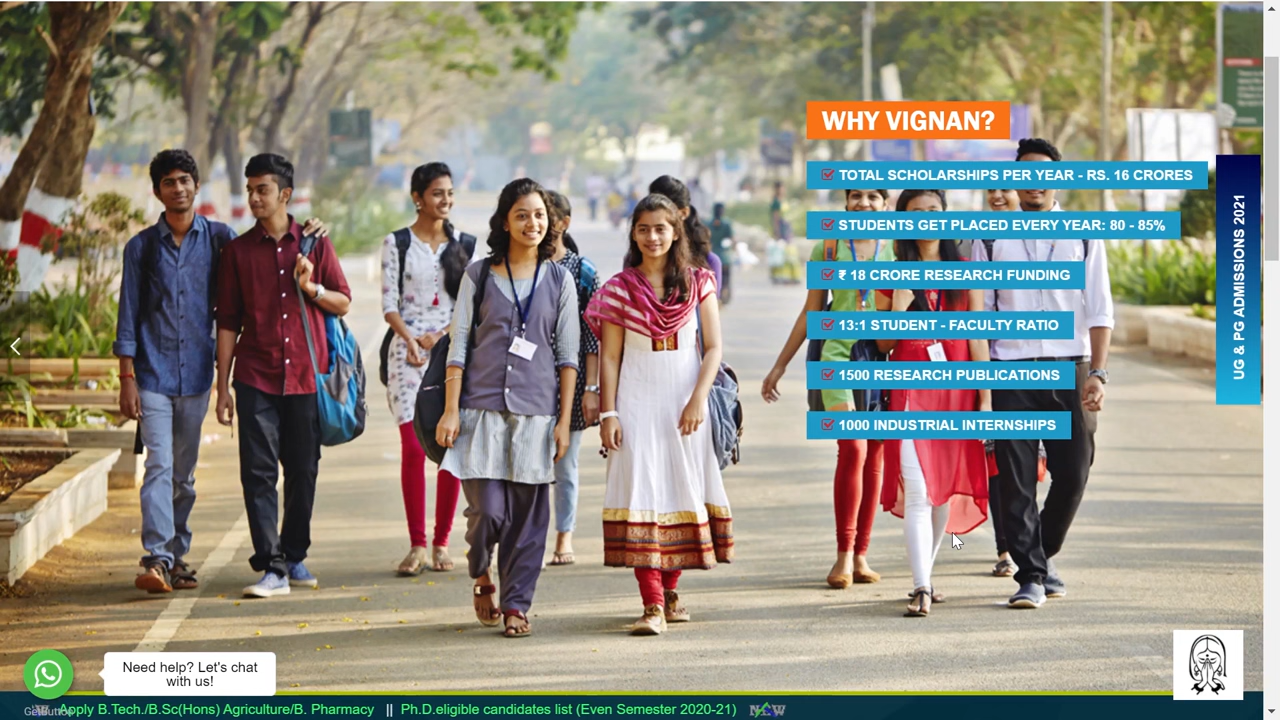 WHY VIGNAN?
TOTAL SCHOLARSHIPS PER YEAR - RS. 16 CRORES
STUDENTS GET PLACED EVERY YEAR: 80 - 85%
₹ 18 CRORE RESEARCH FUNDING
13:1 STUDENT - FACULTY RATIO
1500 RESEARCH PUBLICATIONS
1000 INDUSTRIAL INTERNSHIPS
UG & PG ADMISSIONS 2021
Need help? Let's chat
with us!
GetButton
Apply B.Tech./B.Sc(Hons) Agriculture/B. Pharmacy || Ph.D.eligible candidates list (Even Semester 2020-21) NEW